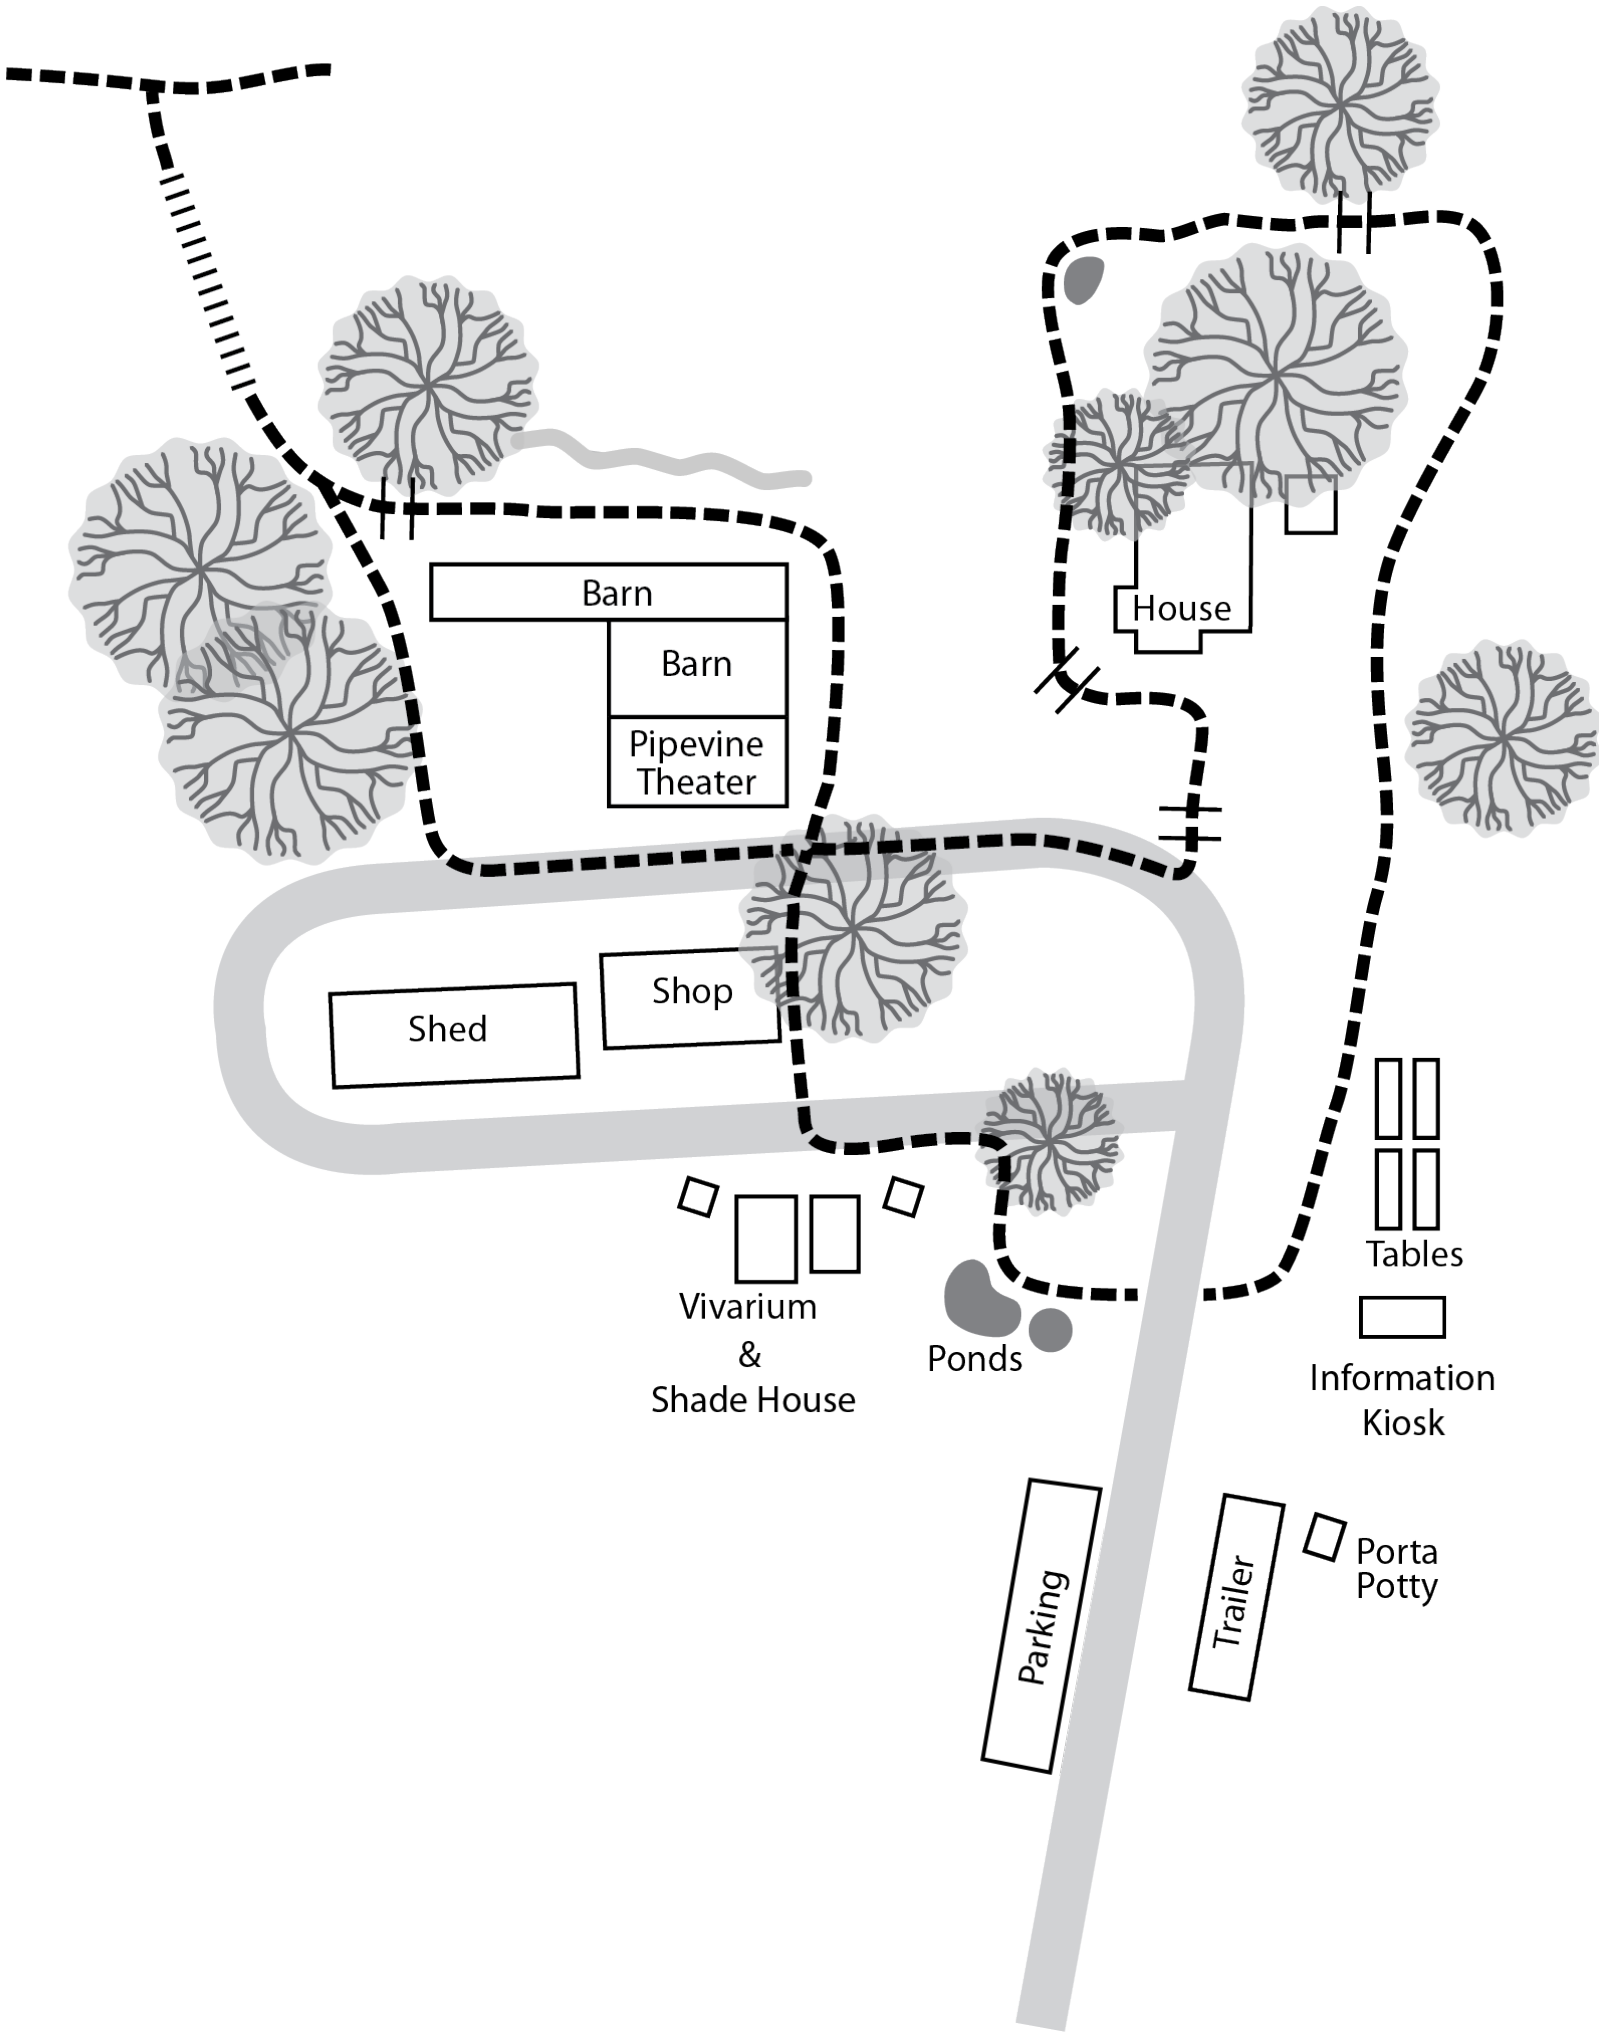 Barn
House
Barn
Pipevine
Theater
Shop
Shed
Tables
Vivarium
&
Shade House
Ponds
Information
Kiosk
Parking
Trailer
Porta
Potty